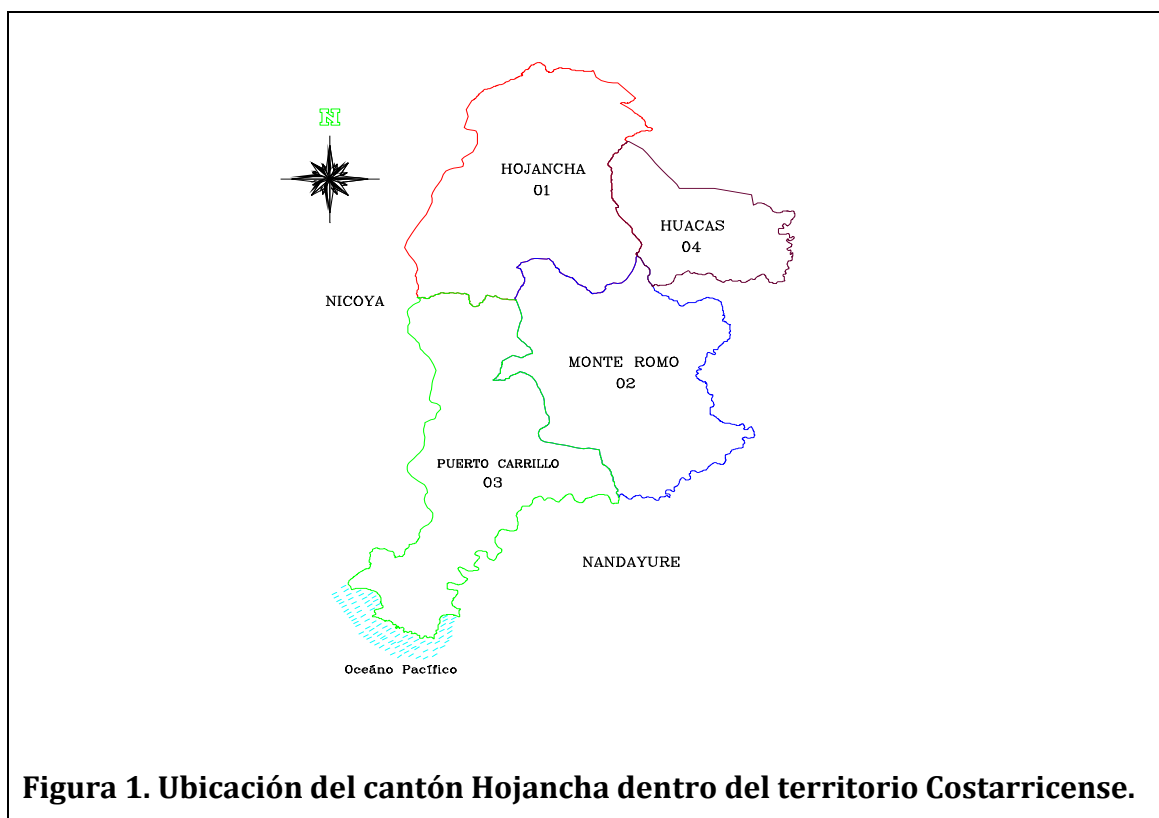 N
HOJANCHA
01
HUACAS
04
NICOYA
MONTE ROMO
02
PUERTO CARRILLO
03
NANDAYURE
Oceáno Pacífico
Figura 1. Ubicación del cantón Hojancha dentro del territorio Costarricense.